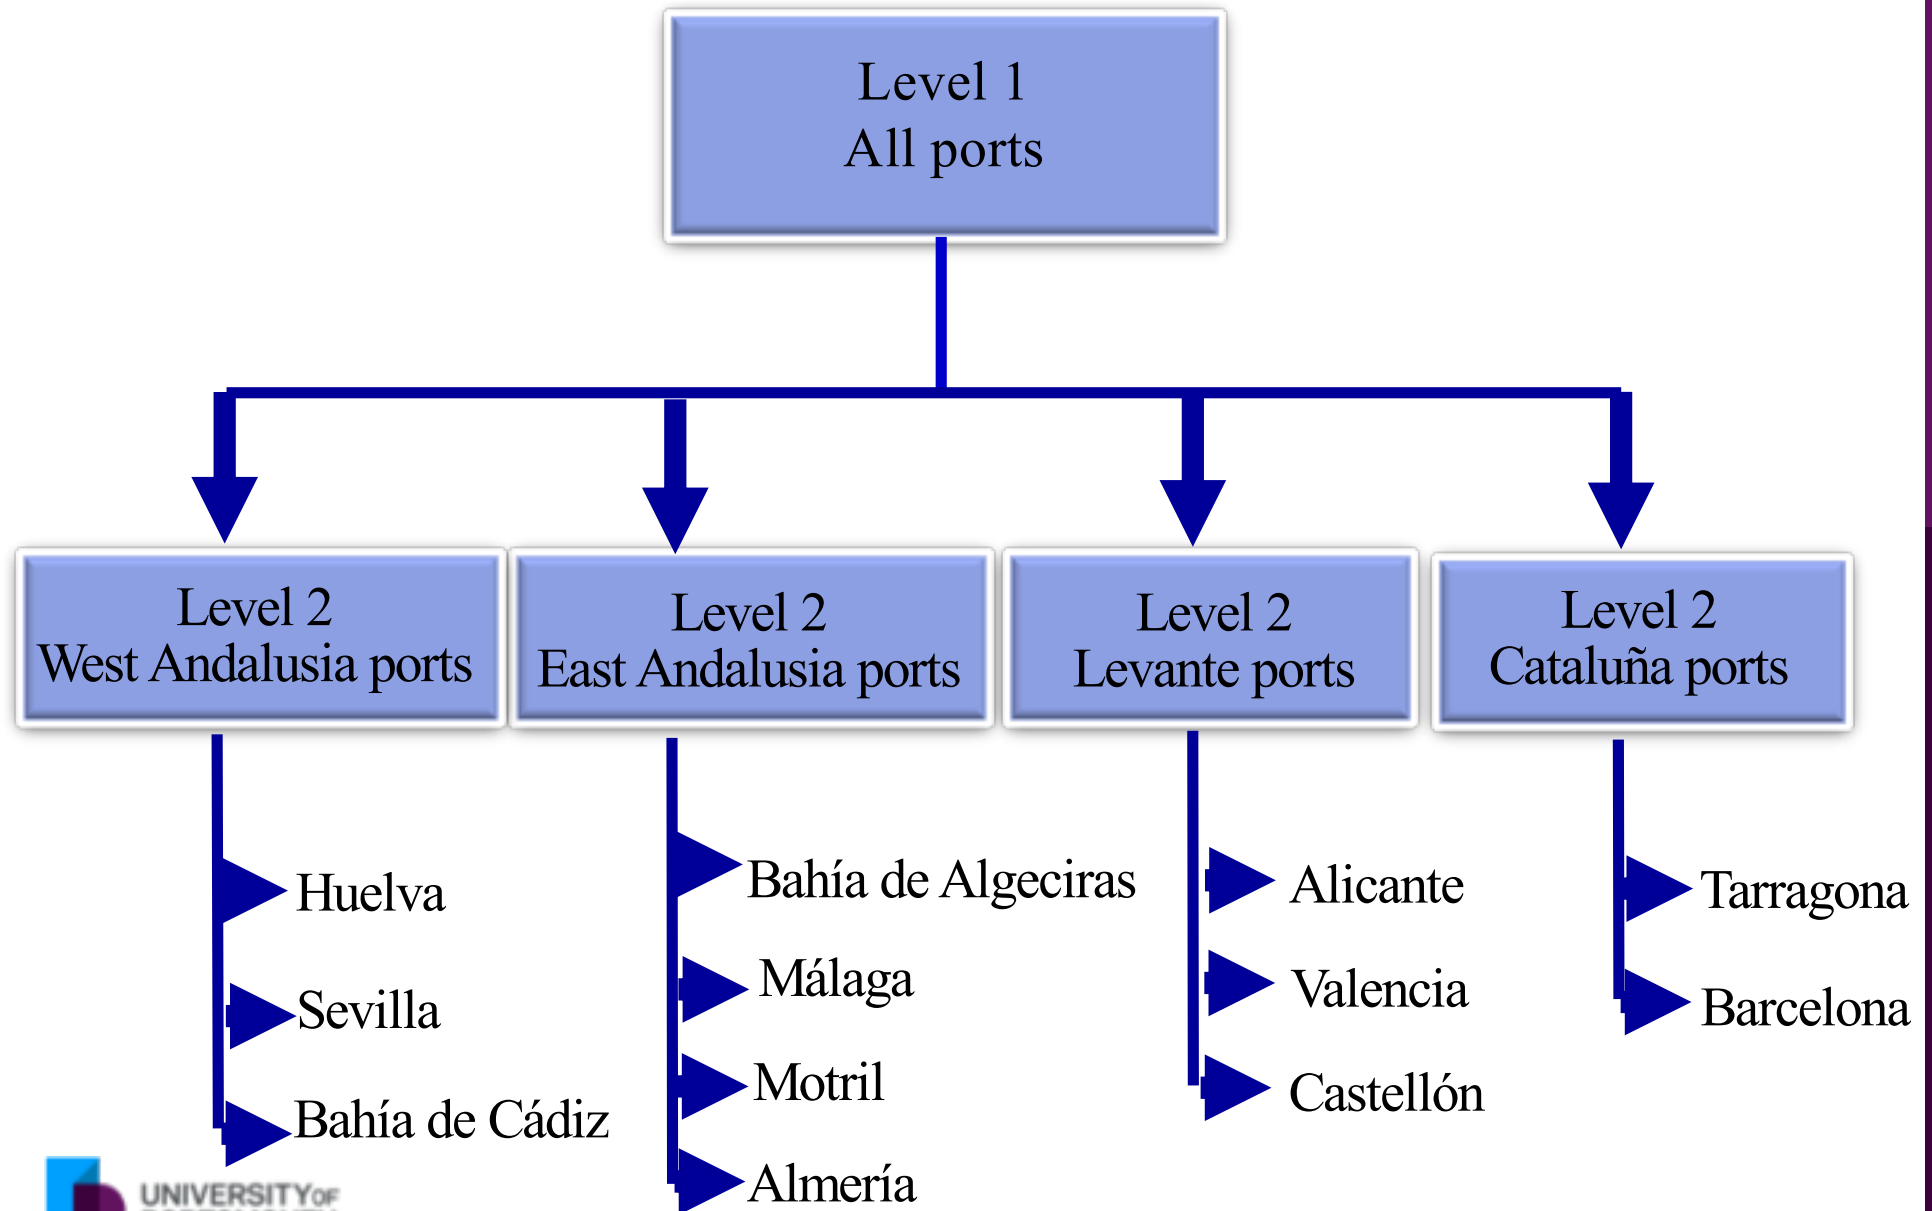 Level 1
All ports
Level 2
West Andalusia ports
Level 2
East Andalusia ports
Level 2
Levante ports
Level 2
Cataluña ports
Huelva
Sevilla
Bahía de Cádiz
Bahía de Algeciras
Málaga
Motril
Almería
Alicante
Valencia
Castellón
Tarragona
Barcelona
UNIVERSITY OF